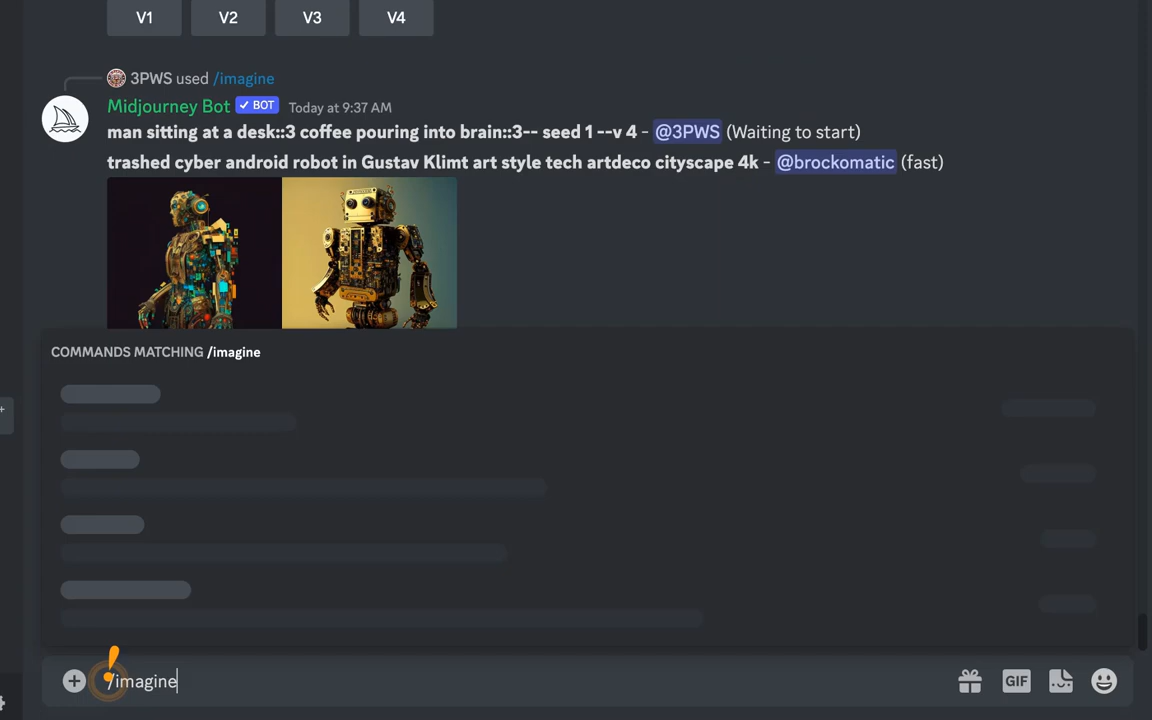 V1 V2 V3 V4
3PWS used /imagine
Midjourney Bot ✓ BOT Today at 9:37 AM
man sitting at a desk::3 coffee pouring into brain::3-- seed 1 --v 4 - @3PWS (Waiting to start)
trashed cyber android robot in Gustav Klimt art style tech artdeco cityscape 4k - @brockomatic (fast)
COMMANDS MATCHING /imagine
/imagine
GIF